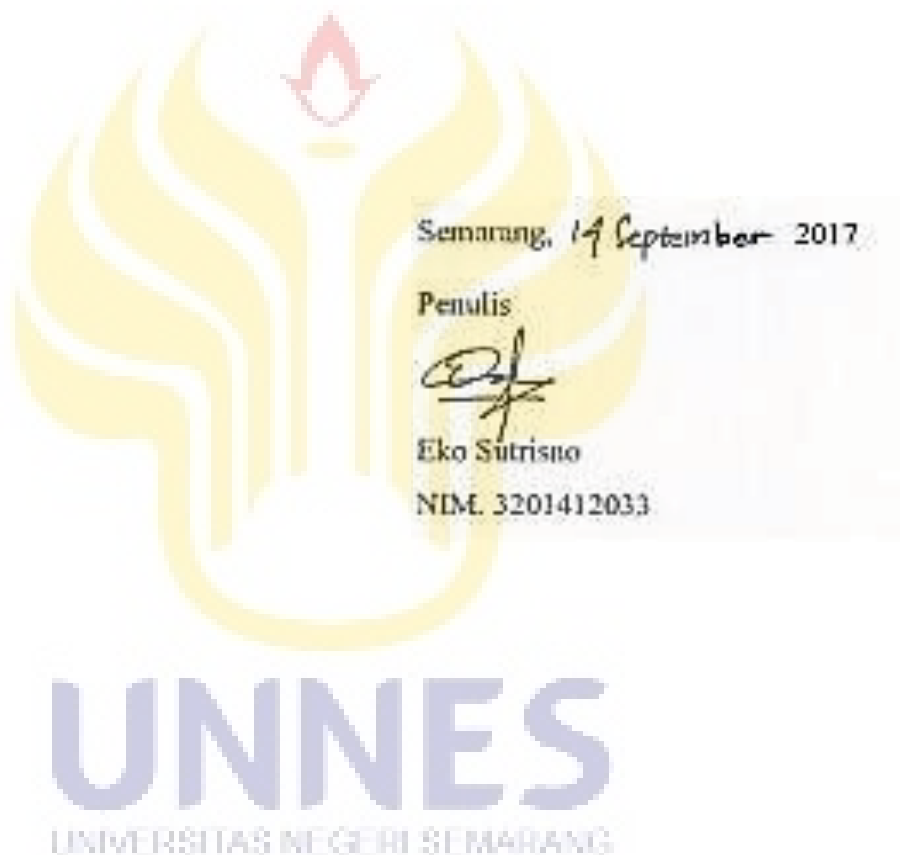 Semarang, 14 September 2017
Penulis
Eko Sutrisno
NIM. 3201412033
UNNES
UNIVERSITAS NEGERI SEMARANG